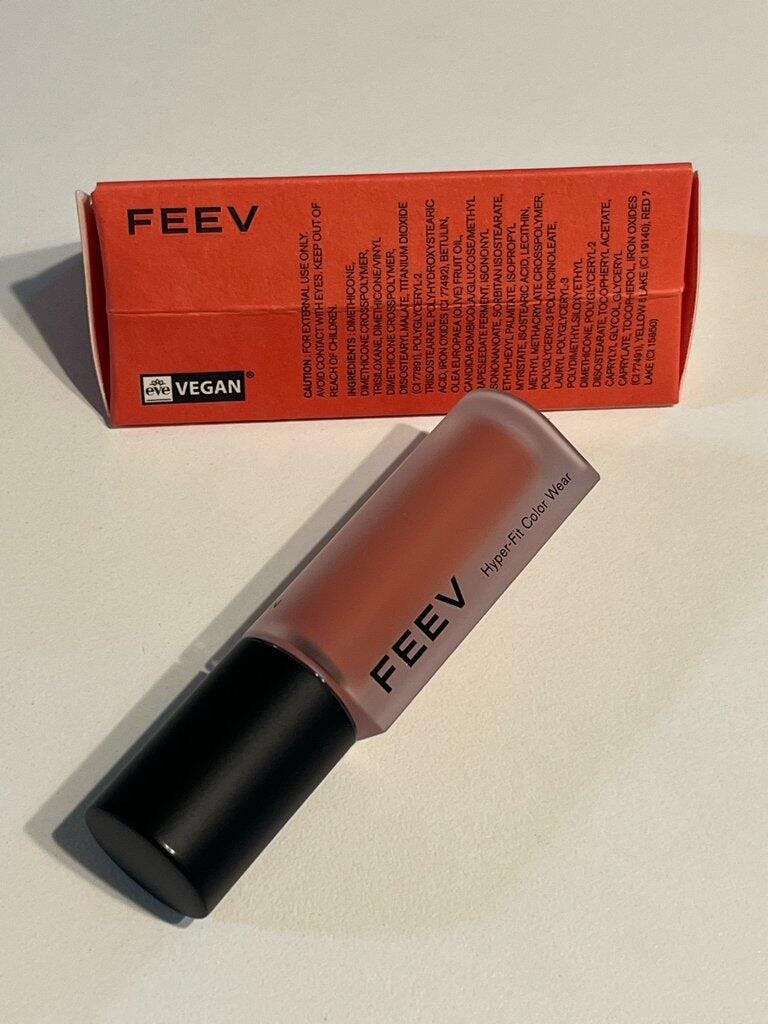 FEEV
eve VEGAN®
CAUTION : FOR EXTERNAL USE ONLY.
AVOID CONTACT WITH EYES. KEEP OUT OF
REACH OF CHILDREN.
INGREDIENTS : DIMETHICONE,
DIMETHICONE CROSSPOLYMER,
TRISILOXANE, DIMETHICONE/VINYL
DIMETHICONE CROSSPOLYMER,
DIISOSTEARYL MALATE, TITANIUM DIOXIDE
(CI 77891), POLYGLYCERYL-2
TRIISOSTEARATE, POLYHYDROXYSTEARIC
ACID, IRON OXIDES (CI 77492), BETULIN,
OLEA EUROPAEA (OLIVE) FRUIT OIL,
CANDIDA BOMBICOLA/GLUCOSE/METHYL
RAPESEEDATE FERMENT, ISONONYL
ISONONANOATE, SORBITAN ISOSTEARATE,
ETHYLHEXYL PALMITATE, ISOPROPYL
MYRISTATE, ISOSTEARIC ACID, LECITHIN,
METHYL METHACRYLATE CROSSPOLYMER,
POLYGLYCERYL-3 POLYRICINOLEATE,
LAURYL POLYGLYCERYL-3
POLYDIMETHYLSILOXYETHYL
DIMETHICONE, POLYGLYCERYL-2
DIISOSTEARATE, TOCOPHERYL ACETATE,
CAPRYLYL GLYCOL, GLYCERYL
CAPRYLATE, TOCOPHEROL, IRON OXIDES
(CI 77491), YELLOW 5 LAKE (CI 19140), RED 7
LAKE (CI 15850)
FEEV
Hyper-Fit Color Wear